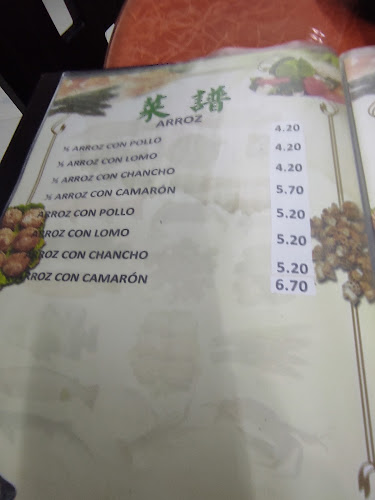 菜譜
ARROZ
½ ARROZ CON POLLO 4.20
½ ARROZ CON LOMO 4.20
½ ARROZ CON CHANCHO 4.20
½ ARROZ CON CAMARÓN 5.70
ARROZ CON POLLO 5.20
ARROZ CON LOMO 5.20
ARROZ CON CHANCHO 5.20
ARROZ CON CAMARÓN 6.70